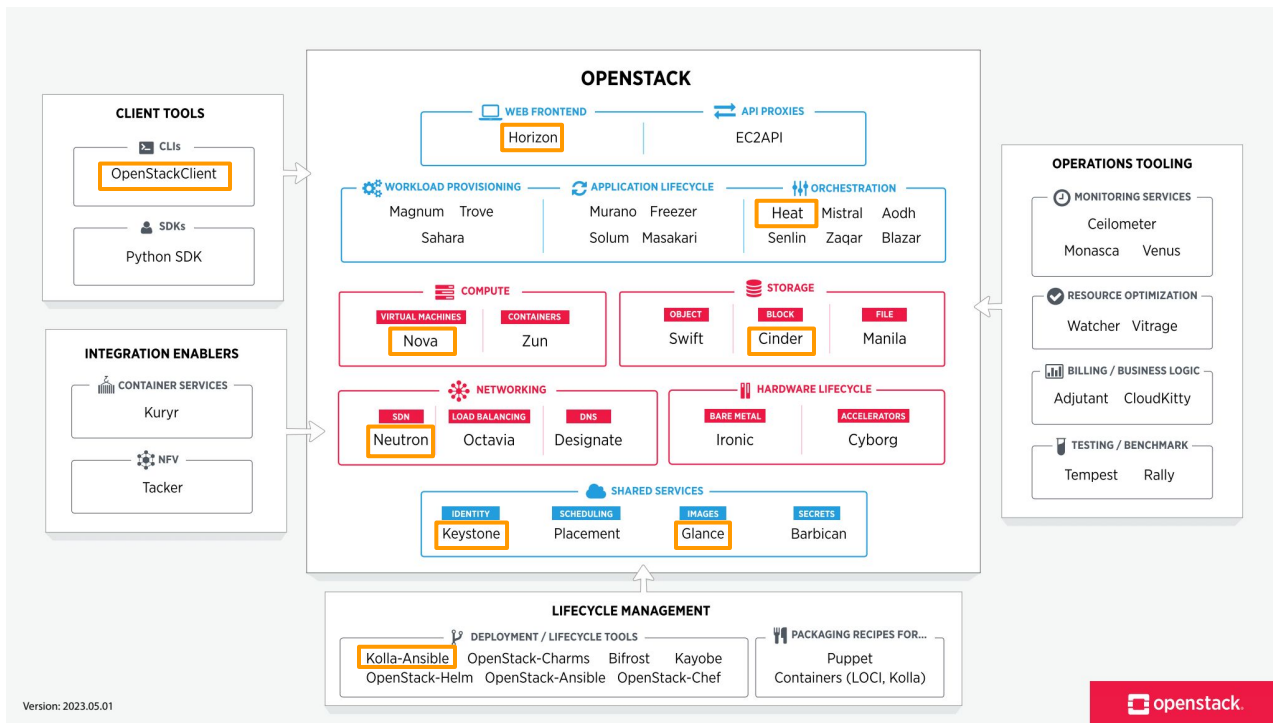 OPENSTACK
WEB FRONTEND
Horizon
API PROXIES
EC2API
WORKLOAD PROVISIONING
Magnum Trove
Sahara
APPLICATION LIFECYCLE
Murano Freezer
Solum Masakari
ORCHESTRATION
Heat Mistral Aodh
Senlin Zaqar Blazar
COMPUTE
VIRTUAL MACHINES
Nova
CONTAINERS
Zun
STORAGE
OBJECT
Swift
BLOCK
Cinder
FILE
Manila
NETWORKING
SDN
Neutron
LOAD BALANCING
Octavia
DNS
Designate
HARDWARE LIFECYCLE
BARE METAL
Ironic
ACCELERATORS
Cyborg
SHARED SERVICES
IDENTITY
Keystone
SCHEDULING
Placement
IMAGES
Glance
SECRETS
Barbican
CLIENT TOOLS
CLIs
OpenStackClient
SDKs
Python SDK
INTEGRATION ENABLERS
CONTAINER SERVICES
Kuryr
NFV
Tacker
OPERATIONS TOOLING
MONITORING SERVICES
Ceilometer
Monasca Venus
RESOURCE OPTIMIZATION
Watcher Vitrage
BILLING / BUSINESS LOGIC
Adjutant CloudKitty
TESTING / BENCHMARK
Tempest Rally
LIFECYCLE MANAGEMENT
DEPLOYMENT / LIFECYCLE TOOLS
Kolla-Ansible OpenStack-Charms Bifrost Kayobe
OpenStack-Helm OpenStack-Ansible OpenStack-Chef
PACKAGING RECIPES FOR...
Puppet
Containers (LOCI, Kolla)
Version: 2023.05.01
openstack.